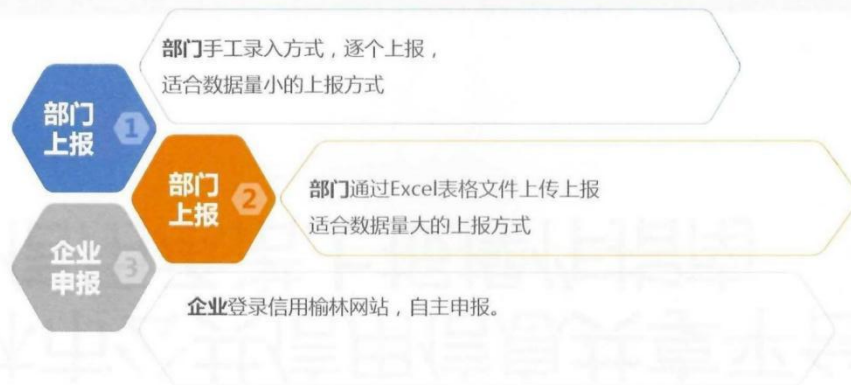 部门手工录入方式，逐个上报，
适合数据量小的上报方式
部门
上报
1
部门
上报
2
部门通过Excel表格文件上传上报
适合数据量大的上报方式
企业
申报
3
企业登录信用榆林网站，自主申报。